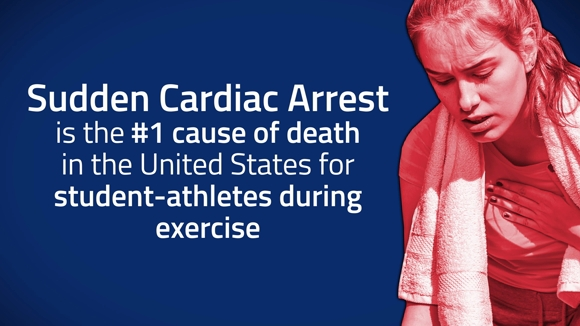 Sudden Cardiac Arrest
is the #1 cause of death
in the United States for
student-athletes during
exercise